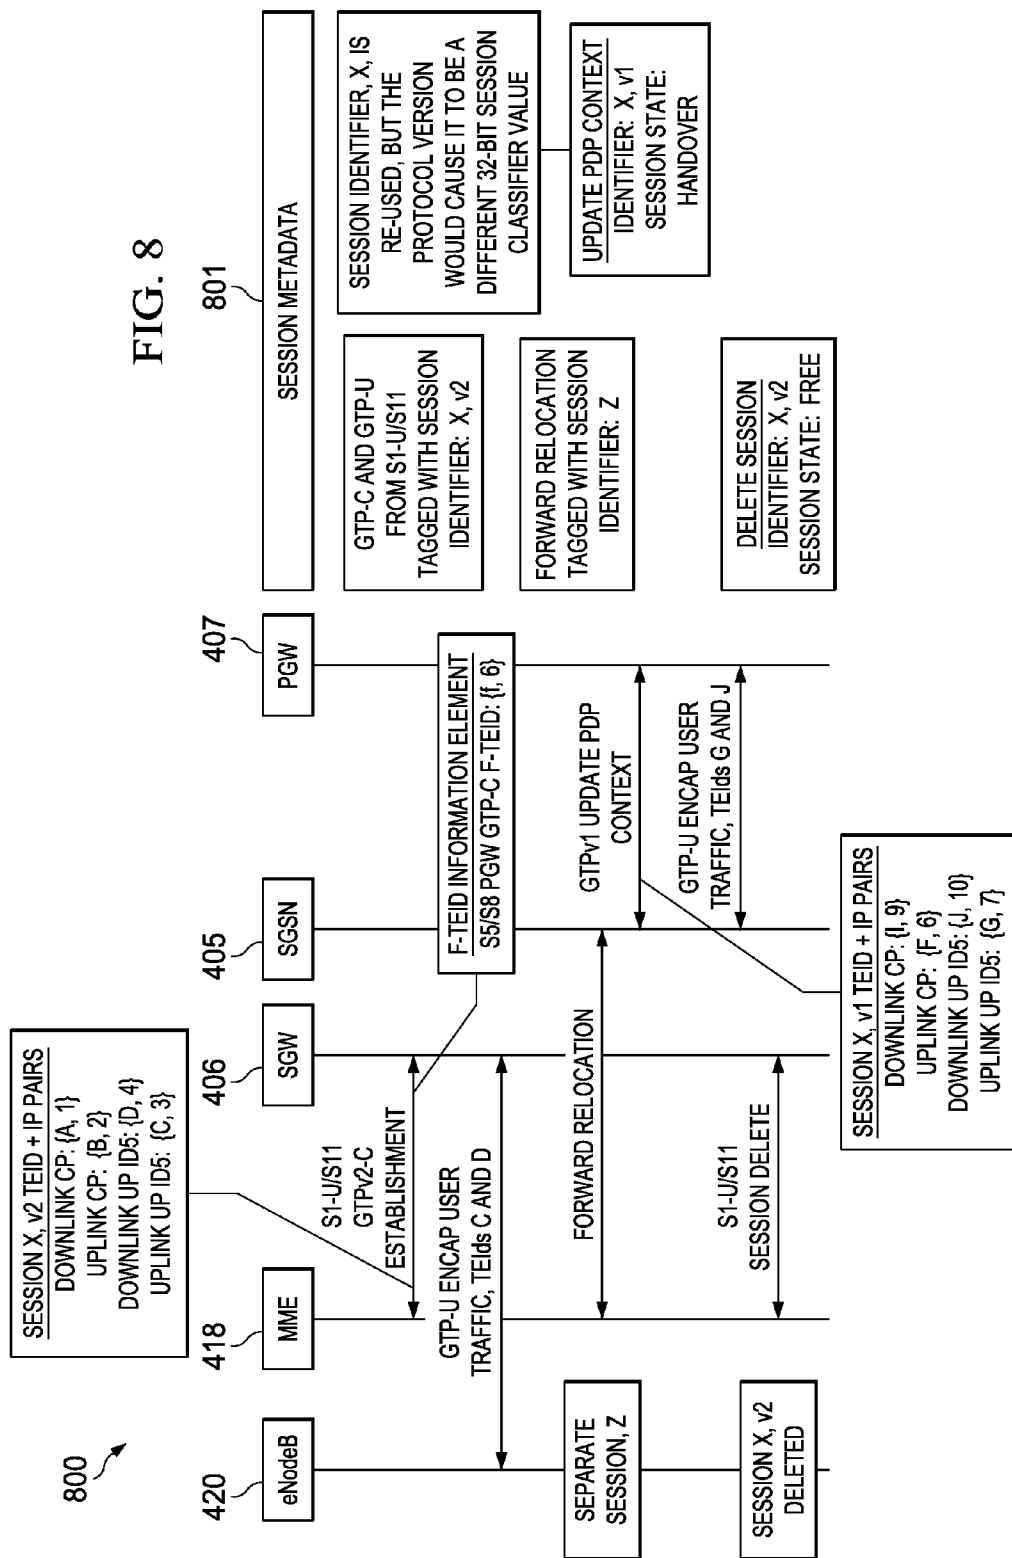 FIG. 8
800
SESSION X, v2 TEID + IP PAIRS
DOWNLINK CP: {A, 1}
UPLINK CP: {B, 2}
DOWNLINK UP ID5: {D, 4}
UPLINK UP ID5: {C, 3}
420
418
406
405
407
801
eNodeB
MME
SGW
SGSN
PGW
SESSION METADATA
S1-U/S11
GTPv2-C
ESTABLISHMENT
GTP-U ENCAP USER
TRAFFIC, TEIds C AND D
F-TEID INFORMATION ELEMENT
S5/S8 PGW GTP-C F-TEID: {f, 6}
GTP-C AND GTP-U
FROM S1-U/S11
TAGGED WITH SESSION
IDENTIFIER: X, v2
SESSION IDENTIFIER, X, IS
RE-USED, BUT THE
PROTOCOL VERSION
WOULD CAUSE IT TO BE A
DIFFERENT 32-BIT SESSION
CLASSIFIER VALUE
SEPARATE
SESSION, Z
FORWARD RELOCATION
FORWARD RELOCATION
TAGGED WITH SESSION
IDENTIFIER: Z
GTPv1 UPDATE PDP
CONTEXT
UPDATE PDP CONTEXT
IDENTIFIER: X, v1
SESSION STATE:
HANDOVER
GTP-U ENCAP USER
TRAFFIC, TEIds G AND J
SESSION X, v2
DELETED
S1-U/S11
SESSION DELETE
DELETE SESSION
IDENTIFIER: X, v2
SESSION STATE: FREE
SESSION X, v1 TEID + IP PAIRS
DOWNLINK CP: {I, 9}
UPLINK CP: {F, 6}
DOWNLINK UP ID5: {J, 10}
UPLINK UP ID5: {G, 7}